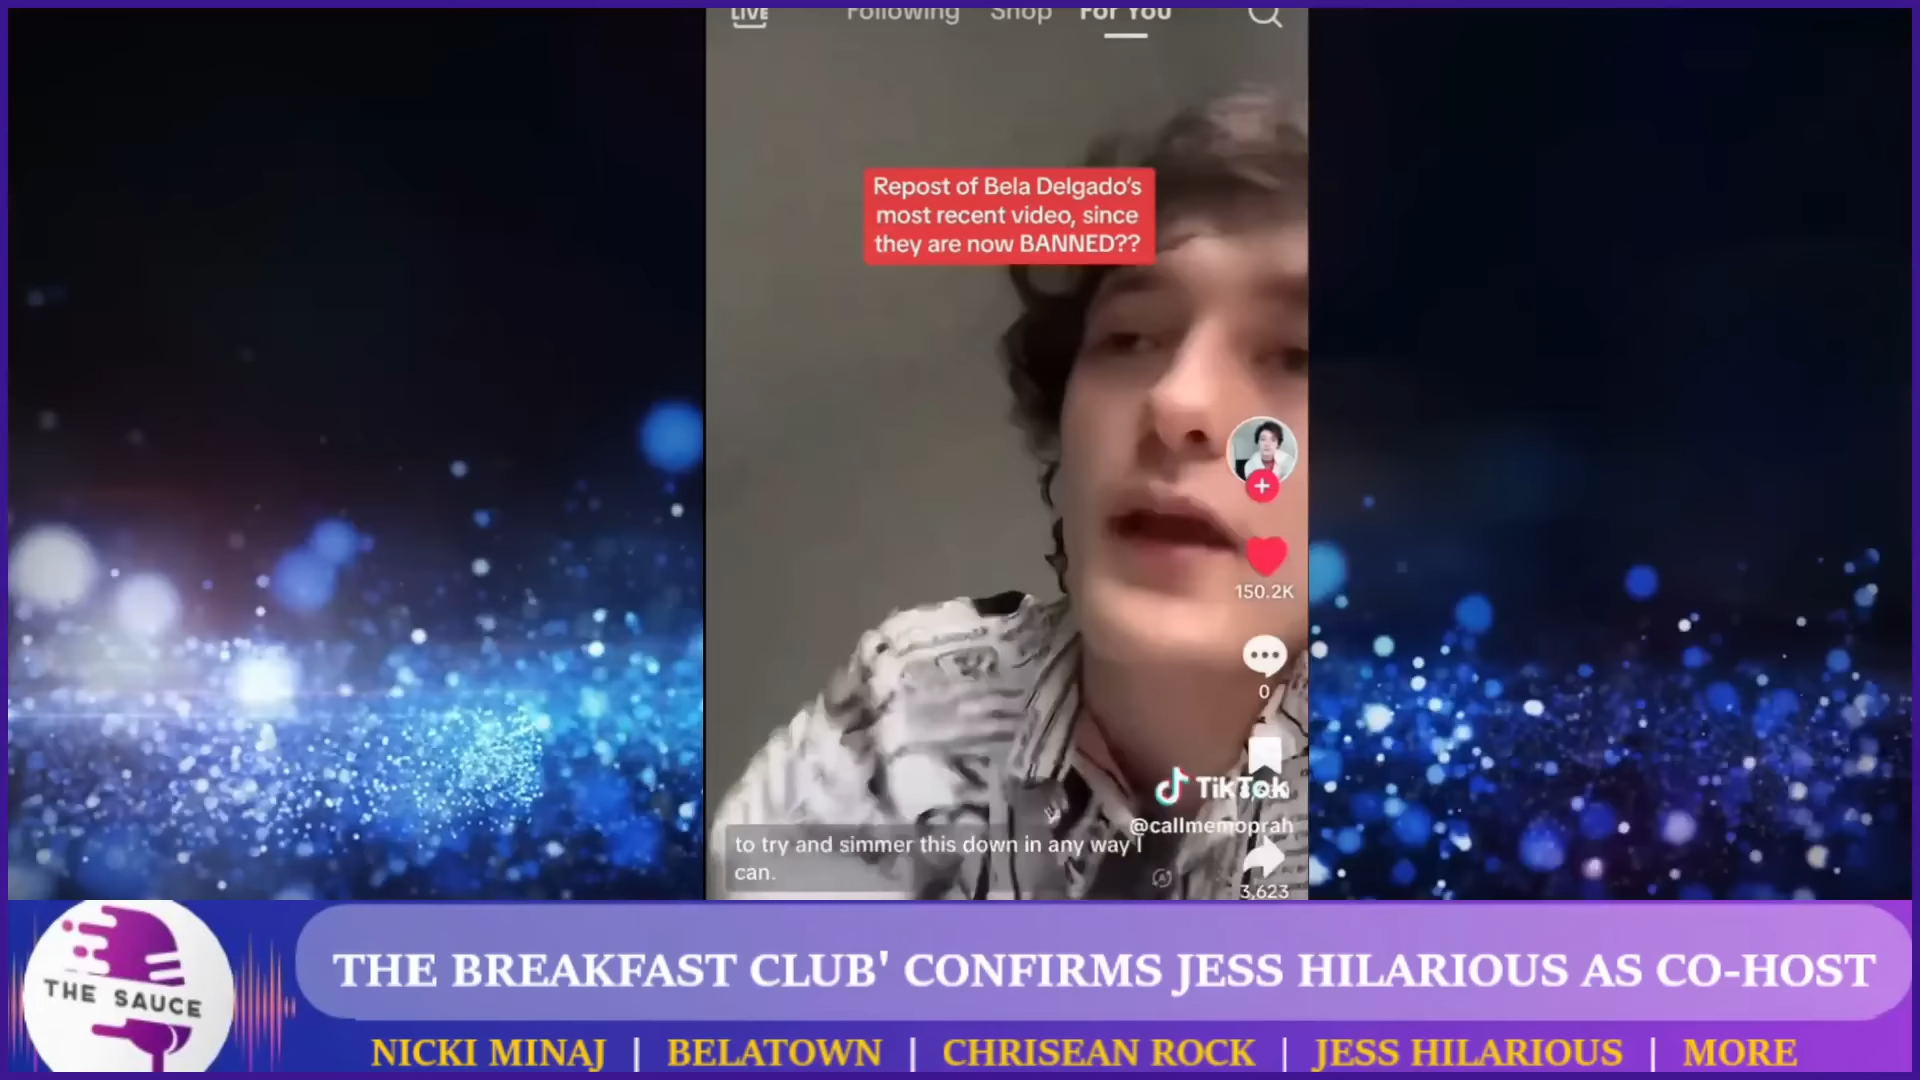 LIVE
Following Shop For You
Repost of Bela Delgado's
most recent video, since
they are now BANNED??
150.2K
0
TikTok
@callmemoprah
to try and simmer this down in any way I
can.
3,623
THE SAUCE
THE BREAKFAST CLUB' CONFIRMS JESS HILARIOUS AS CO-HOST
NICKI MINAJ | BELATOWN | CHRISEAN ROCK | JESS HILARIOUS | MORE